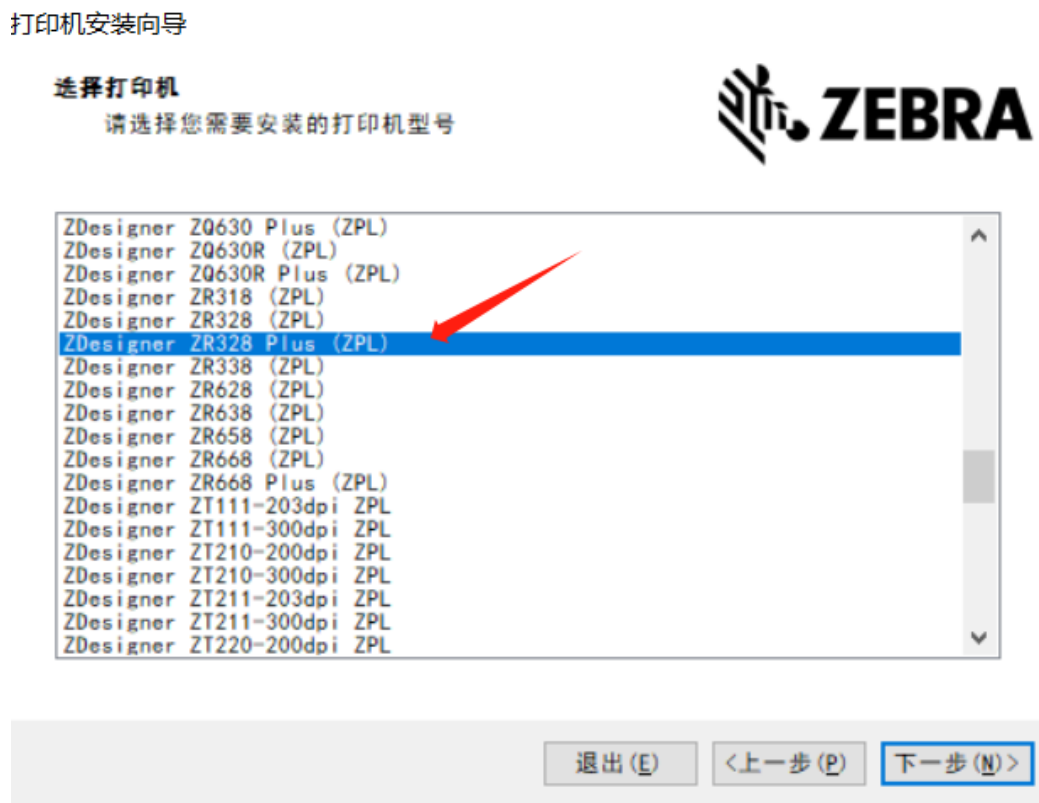 打印机安装向导
选择打印机
请选择您需要安装的打印机型号
ZEBRA
ZDesigner ZQ630 Plus (ZPL)
ZDesigner ZQ630R (ZPL)
ZDesigner ZQ630R Plus (ZPL)
ZDesigner ZR318 (ZPL)
ZDesigner ZR328 (ZPL)
ZDesigner ZR328 Plus (ZPL)
ZDesigner ZR338 (ZPL)
ZDesigner ZR628 (ZPL)
ZDesigner ZR638 (ZPL)
ZDesigner ZR658 (ZPL)
ZDesigner ZR668 (ZPL)
ZDesigner ZR668 Plus (ZPL)
ZDesigner ZT111-203dpi ZPL
ZDesigner ZT111-300dpi ZPL
ZDesigner ZT210-200dpi ZPL
ZDesigner ZT210-300dpi ZPL
ZDesigner ZT211-203dpi ZPL
ZDesigner ZT211-300dpi ZPL
ZDesigner ZT220-200dpi ZPL
退出(E) <上一步(P) 下一步(N)>